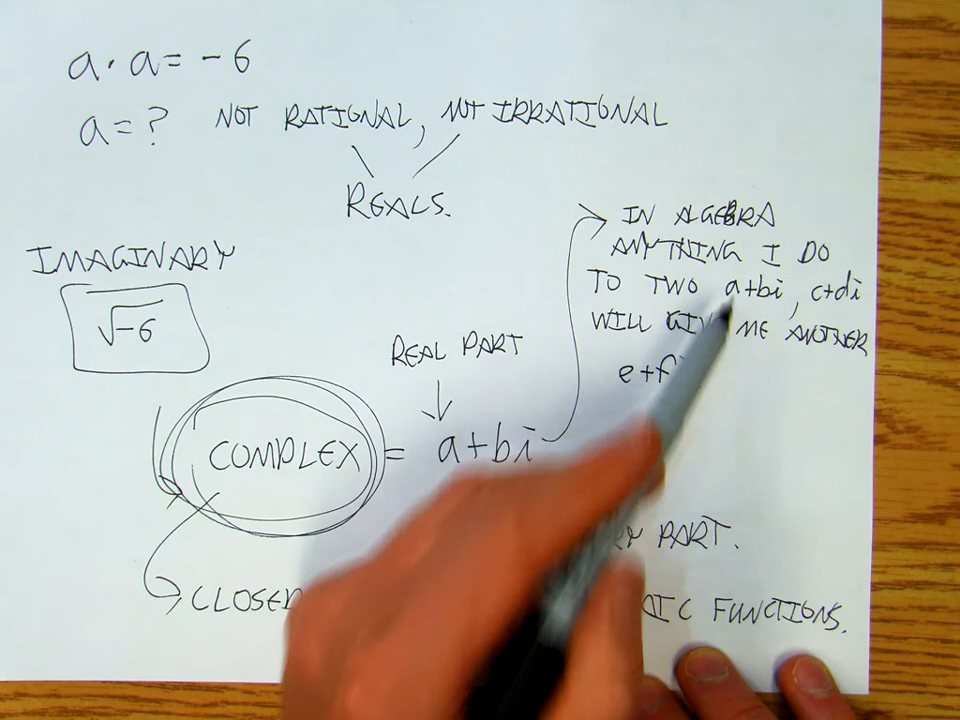 a · a = -6
a = ? NOT RATIONAL, NOT IRRATIONAL
REALS.
IMAGINARY
√-6
IN ALGEBRA
ANYTHING I DO
TO TWO a+bi, c+di
WILL ME ANOTHER
e+f
REAL PART
COMPLEX = a+bi
PART.
CLOSED FUNCTIONS.